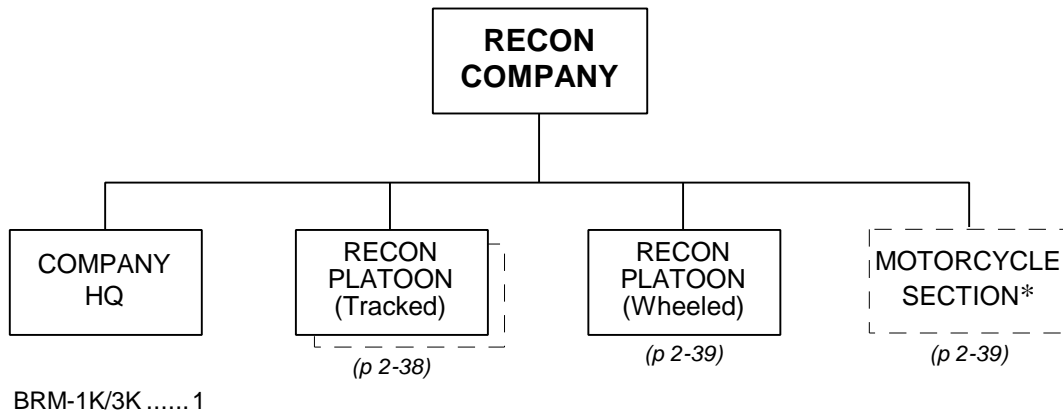 RECON
COMPANY
COMPANY
HQ
RECON
PLATOON
(Tracked)
RECON
PLATOON
(Wheeled)
MOTORCYCLE
SECTION*
(p 2-38)
(p 2-39)
(p 2-39)
BRM-1K/3K ...... 1